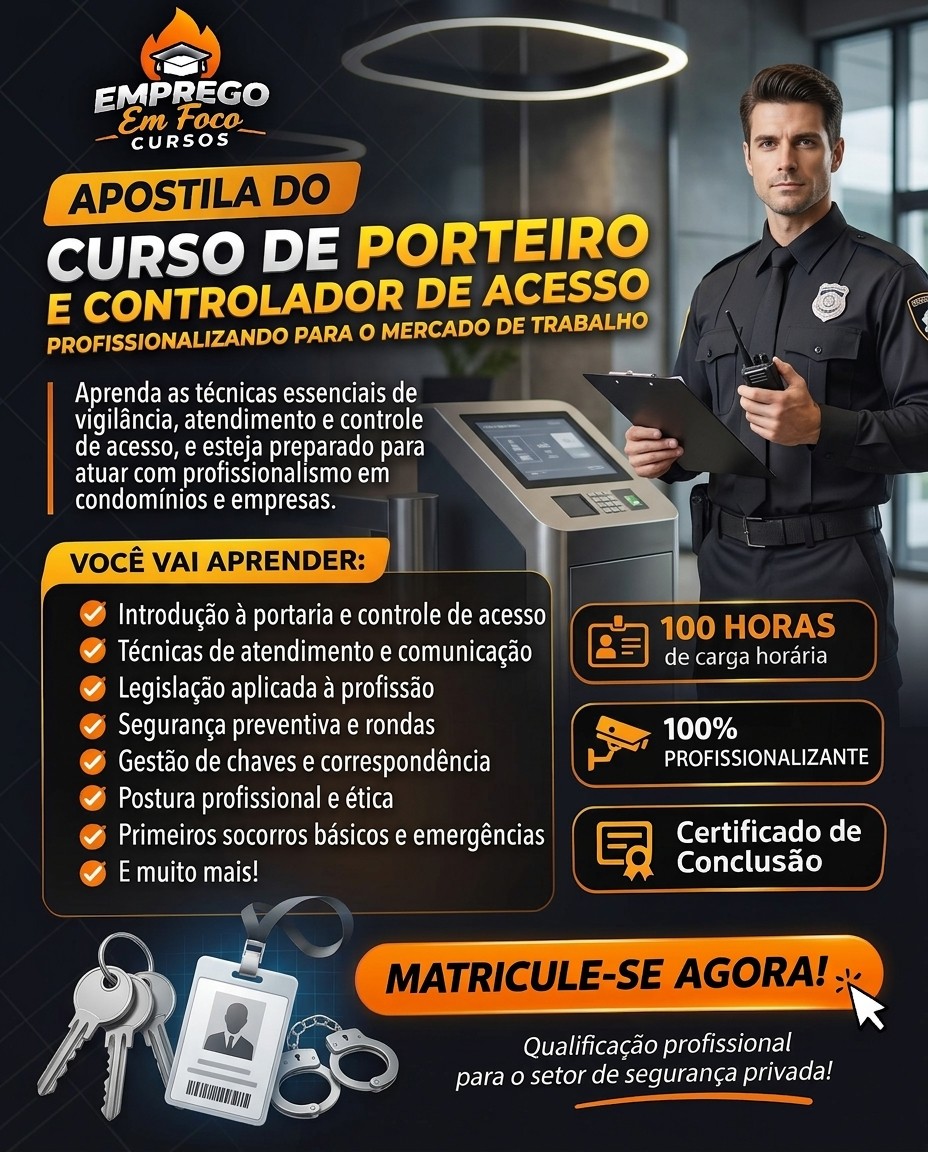 EMPREGO
Em Foco
CURSOS
APOSTILA DO
CURSO DE PORTEIRO
E CONTROLADOR DE ACESSO
PROFISSIONALIZANDO PARA O MERCADO DE TRABALHO
Aprenda as técnicas essenciais de
vigilância, atendimento e controle
de acesso, e esteja preparado para
atuar com profissionalismo em
condomínios e empresas.
VOCÊ VAI APRENDER:
Introdução à portaria e controle de acesso
Técnicas de atendimento e comunicação
Legislação aplicada à profissão
Segurança preventiva e rondas
Gestão de chaves e correspondência
Postura profissional e ética
Primeiros socorros básicos e emergências
E muito mais!
100 HORAS
de carga horária
100%
PROFISSIONALIZANTE
Certificado de
Conclusão
MATRICULE-SE AGORA!
Qualificação profissional
para o setor de segurança privada!